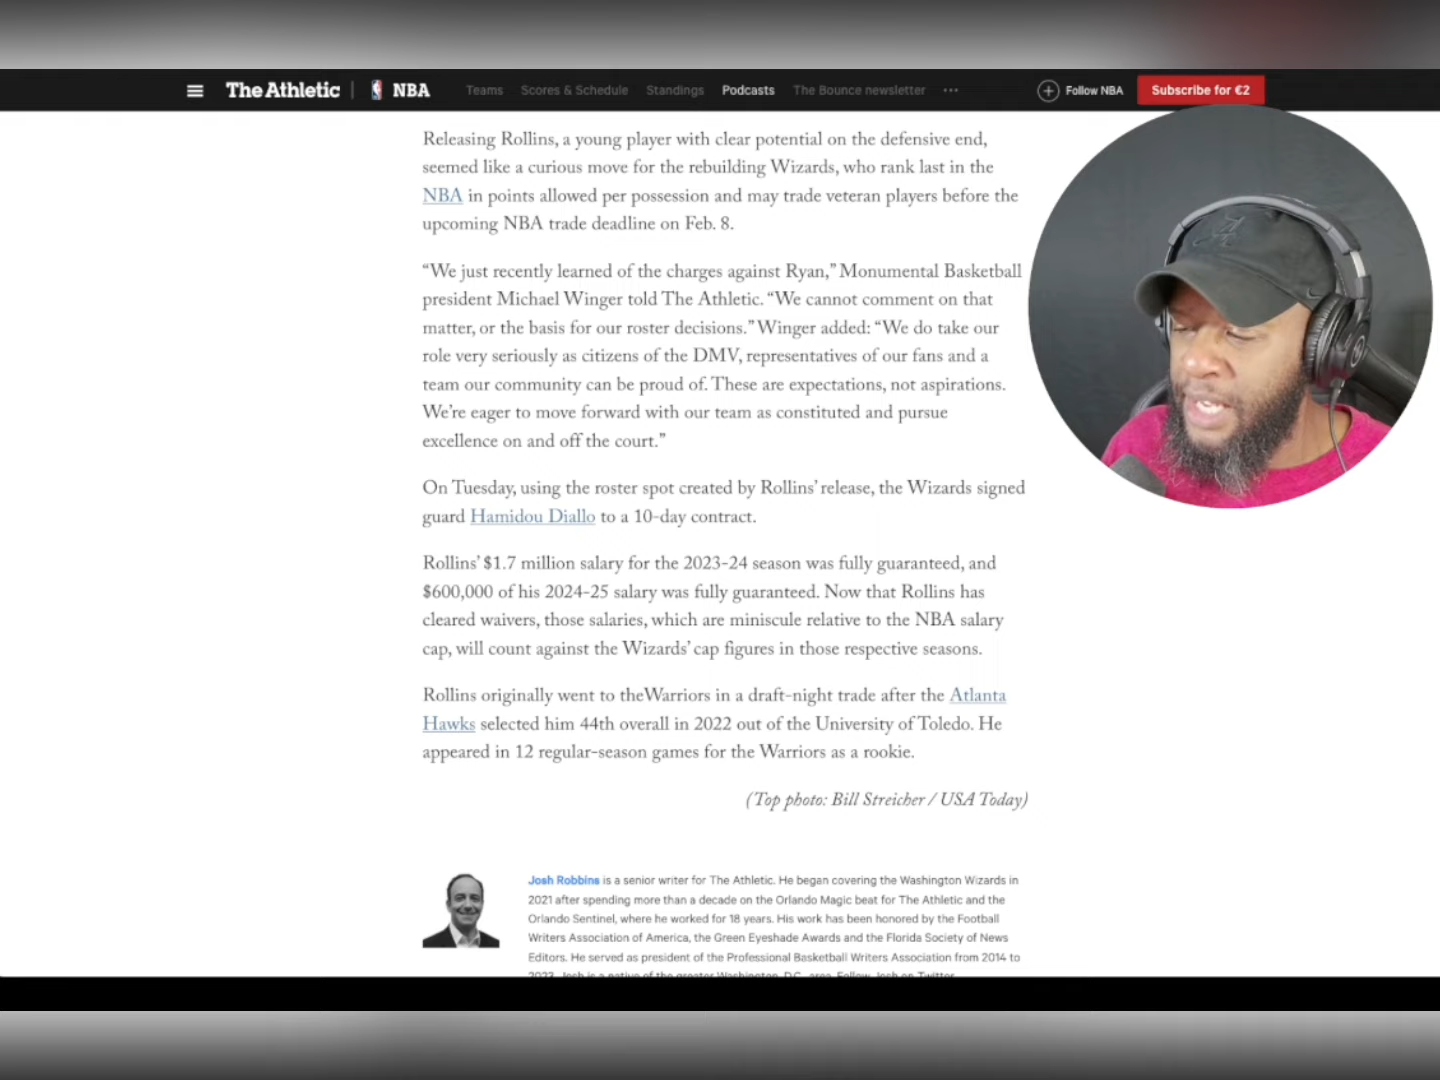 The Athletic | NBA Teams Scores & Schedule Standings Podcasts The Bounce newsletter ••• Follow NBA Subscribe for €2
Releasing Rollins, a young player with clear potential on the defensive end,
seemed like a curious move for the rebuilding Wizards, who rank last in the
NBA in points allowed per possession and may trade veteran players before the
upcoming NBA trade deadline on Feb. 8.
“We just recently learned of the charges against Ryan,” Monumental Basketball
president Michael Winger told The Athletic. “We cannot comment on that
matter, or the basis for our roster decisions.” Winger added: “We do take our
role very seriously as citizens of the DMV, representatives of our fans and a
team our community can be proud of. These are expectations, not aspirations.
We’re eager to move forward with our team as constituted and pursue
excellence on and off the court.”
On Tuesday, using the roster spot created by Rollins’ release, the Wizards signed
guard Hamidou Diallo to a 10-day contract.
Rollins’ $1.7 million salary for the 2023-24 season was fully guaranteed, and
$600,000 of his 2024-25 salary was fully guaranteed. Now that Rollins has
cleared waivers, those salaries, which are miniscule relative to the NBA salary
cap, will count against the Wizards’ cap figures in those respective seasons.
Rollins originally went to theWarriors in a draft-night trade after the Atlanta
Hawks selected him 44th overall in 2022 out of the University of Toledo. He
appeared in 12 regular-season games for the Warriors as a rookie.
(Top photo: Bill Streicher / USA Today)
Josh Robbins is a senior writer for The Athletic. He began covering the Washington Wizards in
2021 after spending more than a decade on the Orlando Magic beat for The Athletic and the
Orlando Sentinel, where he worked for 18 years. His work has been honored by the Football
Writers Association of America, the Green Eyeshade Awards and the Florida Society of News
Editors. He served as president of the Professional Basketball Writers Association from 2014 to
2023. Josh is a native of the greater Washington, D.C., area. Follow Josh on Twitter